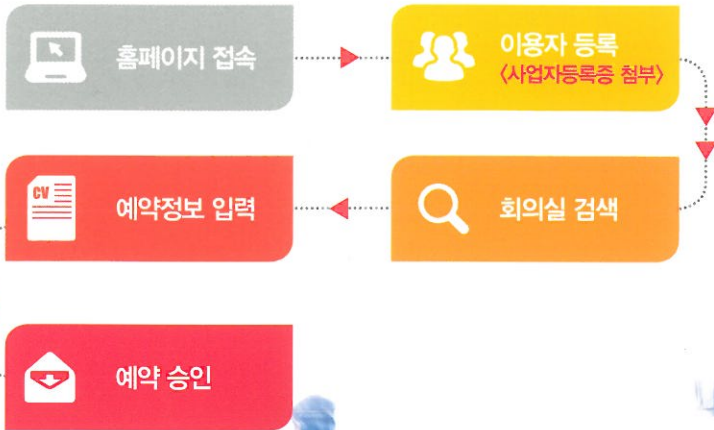 홈페이지 접속
이용자 등록
<사업자등록증 첨부>
회의실 검색
CV
예약정보 입력
예약 승인